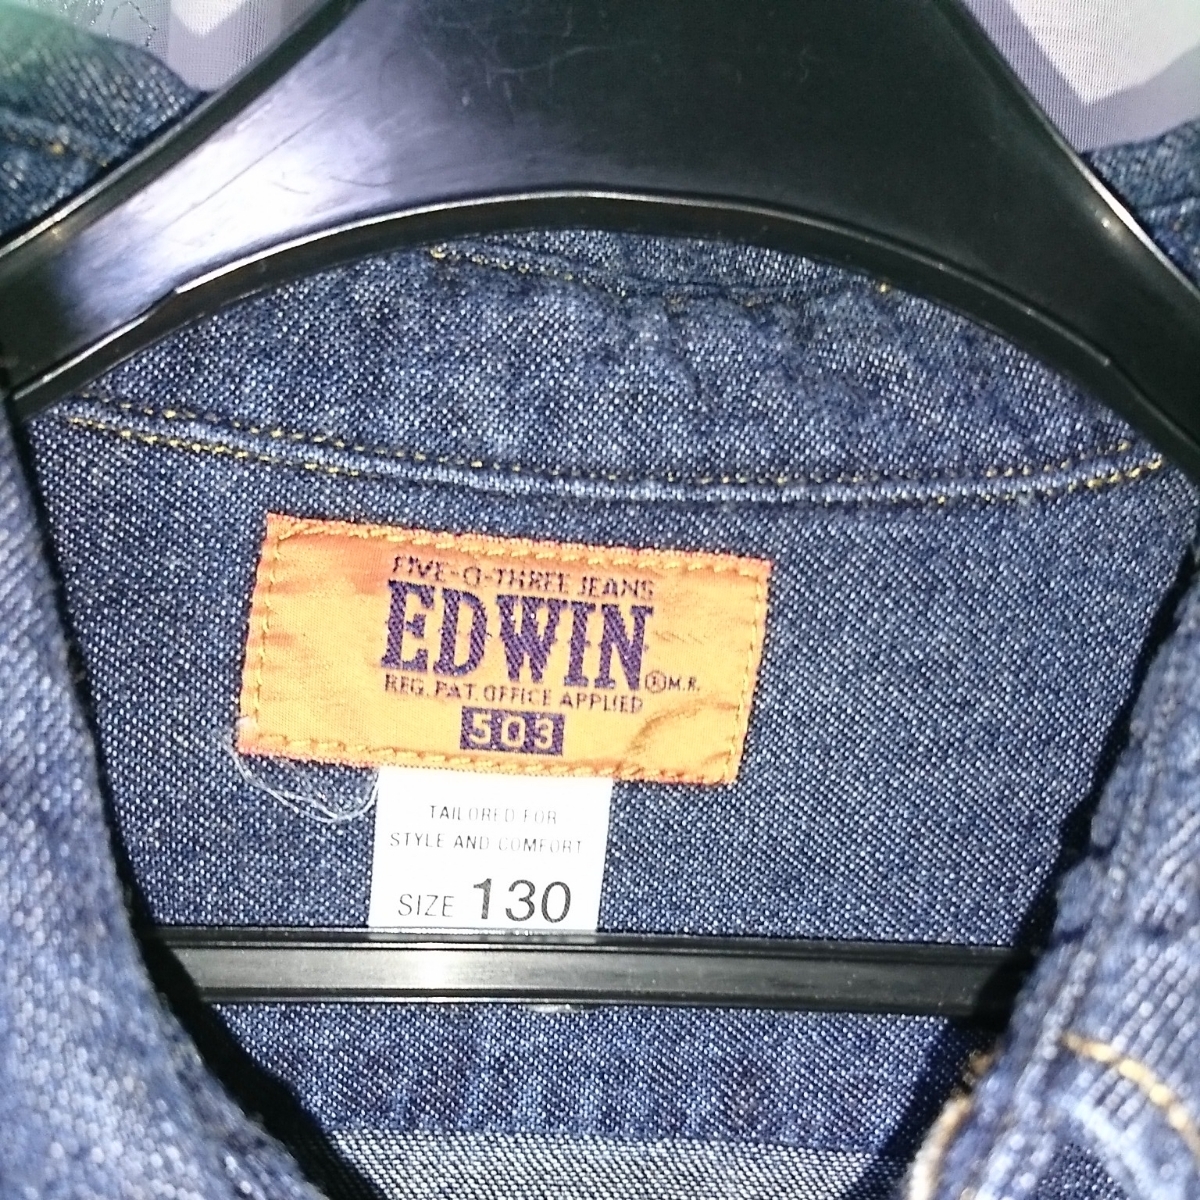 FIVE-O-THREE JEANS
EDWIN
® M.R.
REG. PAT. OFFICE APPLIED
503
TAILORED FOR
STYLE AND COMFORT
SIZE 130